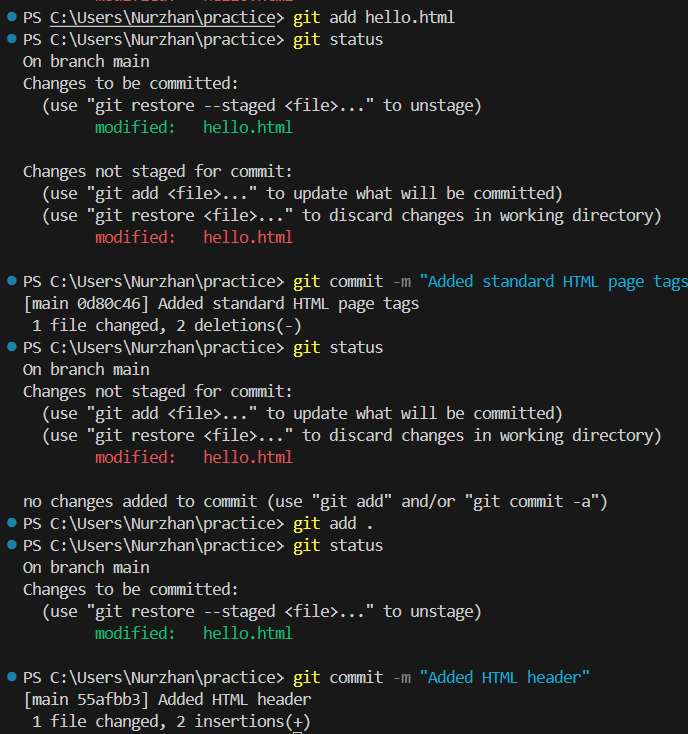 PS C:\Users\Nurzhan\practice> git add hello.html
PS C:\Users\Nurzhan\practice> git status
On branch main
Changes to be committed:
  (use "git restore --staged <file>..." to unstage)
        modified:   hello.html

Changes not staged for commit:
  (use "git add <file>..." to update what will be committed)
  (use "git restore <file>..." to discard changes in working directory)
        modified:   hello.html

PS C:\Users\Nurzhan\practice> git commit -m "Added standard HTML page tags
[main 0d80c46] Added standard HTML page tags
 1 file changed, 2 deletions(-)
PS C:\Users\Nurzhan\practice> git status
On branch main
Changes not staged for commit:
  (use "git add <file>..." to update what will be committed)
  (use "git restore <file>..." to discard changes in working directory)
        modified:   hello.html

no changes added to commit (use "git add" and/or "git commit -a")
PS C:\Users\Nurzhan\practice> git add .
PS C:\Users\Nurzhan\practice> git status
On branch main
Changes to be committed:
  (use "git restore --staged <file>..." to unstage)
        modified:   hello.html

PS C:\Users\Nurzhan\practice> git commit -m "Added HTML header"
[main 55afbb3] Added HTML header
 1 file changed, 2 insertions(+)